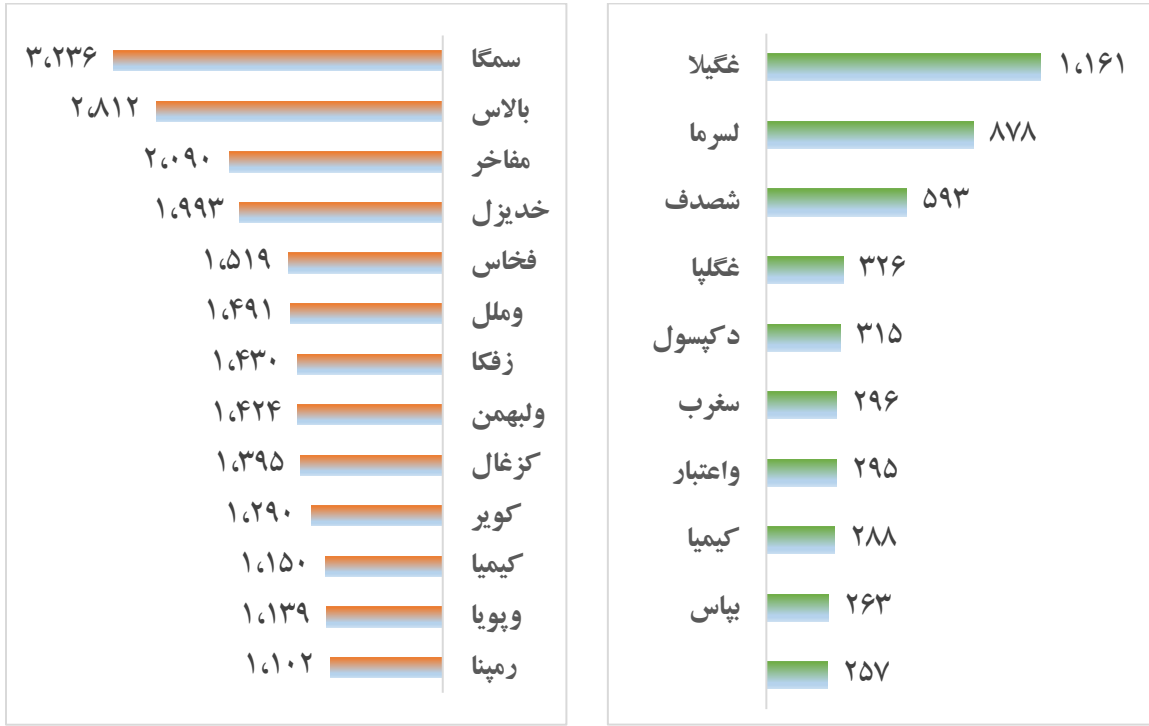 سمگا ۳،۲۳۶
بالاس ۲،۸۱۲
مفاخر ۲،۰۹۰
خدیزل ۱،۹۹۳
فخاس ۱،۵۱۹
وملل ۱،۴۹۱
زفکا ۱،۴۳۰
ولبهمن ۱،۴۲۴
کزغال ۱،۳۹۵
کویر ۱،۲۹۰
کیمیا ۱،۱۵۰
وپویا ۱،۱۳۹
رمپنا ۱،۱۰۲
غگیلا ۱،۱۶۱
لسرما ۸۷۸
شصدف ۵۹۳
غگلپا ۳۲۶
دکپسول ۳۱۵
سغرب ۲۹۶
واعتبار ۲۹۵
کیمیا ۲۸۸
بپاس ۲۶۳
۲۵۷